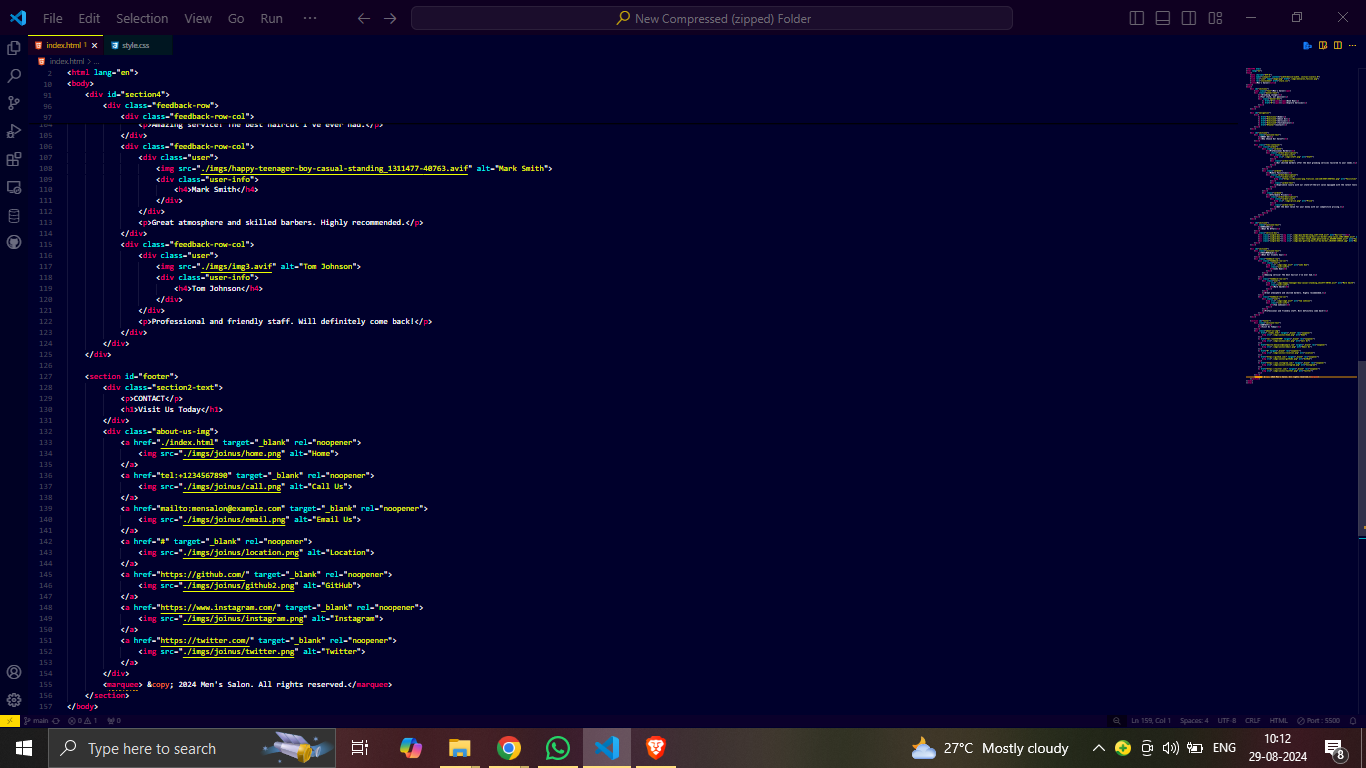 File Edit Selection View Go Run ···
New Compressed (zipped) Folder
index.html 1 style.css
index.html > ...
2 <html lang="en">
10 <body>
91 <div id="section4">
96 <div class="feedback-row">
97 <div class="feedback-row-col">
104 <p>Amazing service! The best haircut I've ever had.</p>
105 </div>
106 <div class="feedback-row-col">
107 <div class="user">
108 <img src="./imgs/happy-teenager-boy-casual-standing_1311477-40763.avif" alt="Mark Smith">
109 <div class="user-info">
110 <h4>Mark Smith</h4>
111 </div>
112 </div>
113 <p>Great atmosphere and skilled barbers. Highly recommended.</p>
114 </div>
115 <div class="feedback-row-col">
116 <div class="user">
117 <img src="./imgs/img3.avif" alt="Tom Johnson">
118 <div class="user-info">
119 <h4>Tom Johnson</h4>
120 </div>
121 </div>
122 <p>Professional and friendly staff. Will definitely come back!</p>
123 </div>
124 </div>
125 </div>
126
127 <section id="footer">
128 <div class="section2-text">
129 <p>CONTACT</p>
130 <h1>Visit Us Today</h1>
131 </div>
132 <div class="about-us-img">
133 <a href="./index.html" target="_blank" rel="noopener">
134 <img src="./imgs/joinus/home.png" alt="Home">
135 </a>
136 <a href="tel:+1234567890" target="_blank" rel="noopener">
137 <img src="./imgs/joinus/call.png" alt="Call Us">
138 </a>
139 <a href="mailto:mensalon@example.com" target="_blank" rel="noopener">
140 <img src="./imgs/joinus/email.png" alt="Email Us">
141 </a>
142 <a href="#" target="_blank" rel="noopener">
143 <img src="./imgs/joinus/location.png" alt="Location">
144 </a>
145 <a href="https://github.com/" target="_blank" rel="noopener">
146 <img src="./imgs/joinus/github2.png" alt="GitHub">
147 </a>
148 <a href="https://www.instagram.com/" target="_blank" rel="noopener">
149 <img src="./imgs/joinus/instagram.png" alt="Instagram">
150 </a>
151 <a href="https://twitter.com/" target="_blank" rel="noopener">
152 <img src="./imgs/joinus/twitter.png" alt="Twitter">
153 </a>
154 </div>
155 <marquee> &copy; 2024 Men's Salon. All rights reserved.</marquee>
156 </section>
157 </body>
main 0 1 0 Ln 159, Col 1 Spaces: 4 UTF-8 CRLF HTML Port : 5500
Type here to search 27°C Mostly cloudy ENG
10:12
29-08-2024
8